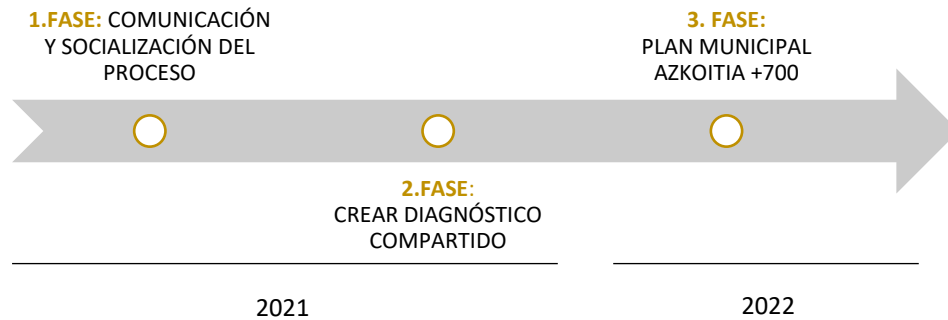 1.FASE: COMUNICACIÓN
Y SOCIALIZACIÓN DEL
PROCESO
3. FASE:
PLAN MUNICIPAL
AZKOITIA +700
2.FASE:
CREAR DIAGNÓSTICO
COMPARTIDO
2021
2022